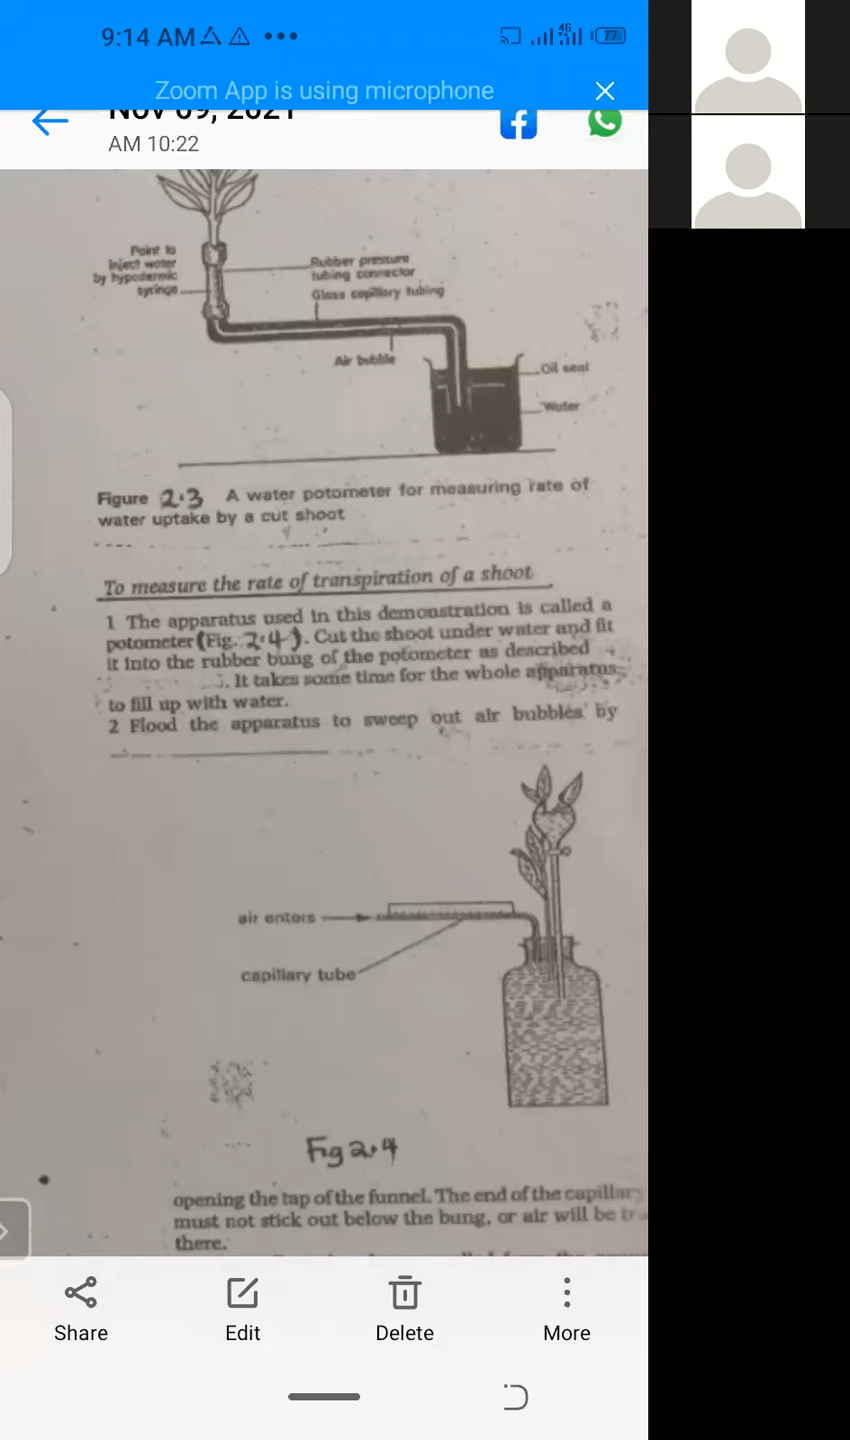 9:14 AM
4G
77
Zoom App is using microphone
Nov 09, 2021
AM 10:22
Point to
inject water
by hypodermic
syringe
Rubber pressure
tubing connector
Glass capillary tubing
Air bubble
Oil seal
Water
Figure 2.3 A water potometer for measuring rate of
water uptake by a cut shoot
To measure the rate of transpiration of a shoot
1 The apparatus used in this demonstration is called a
potometer (Fig. 2.4). Cut the shoot under water and fit
it into the rubber bung of the potometer as described
. It takes some time for the whole apparatus
to fill up with water.
2 Flood the apparatus to sweep out air bubbles by
air enters
capillary tube
Fig 2.4
opening the tap of the funnel. The end of the capillary
must not stick out below the bung, or air will be
there.
Share
Edit
Delete
More